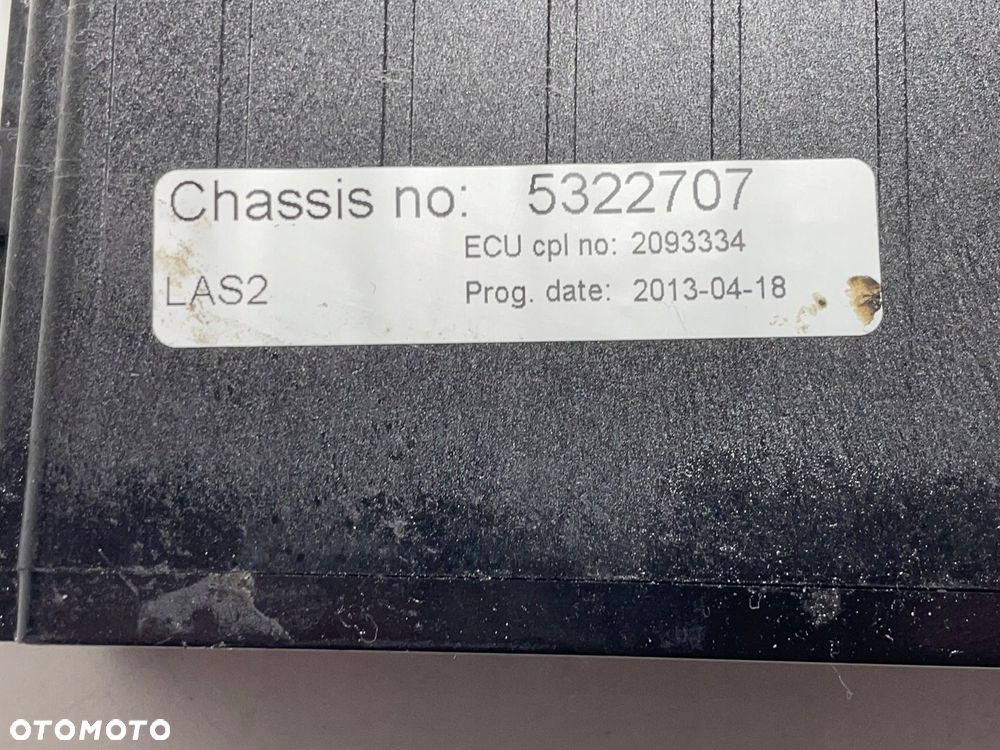 Chassis no: 5322707
ECU cpl no: 2093334
LAS2 Prog. date: 2013-04-18
OTOMOTO